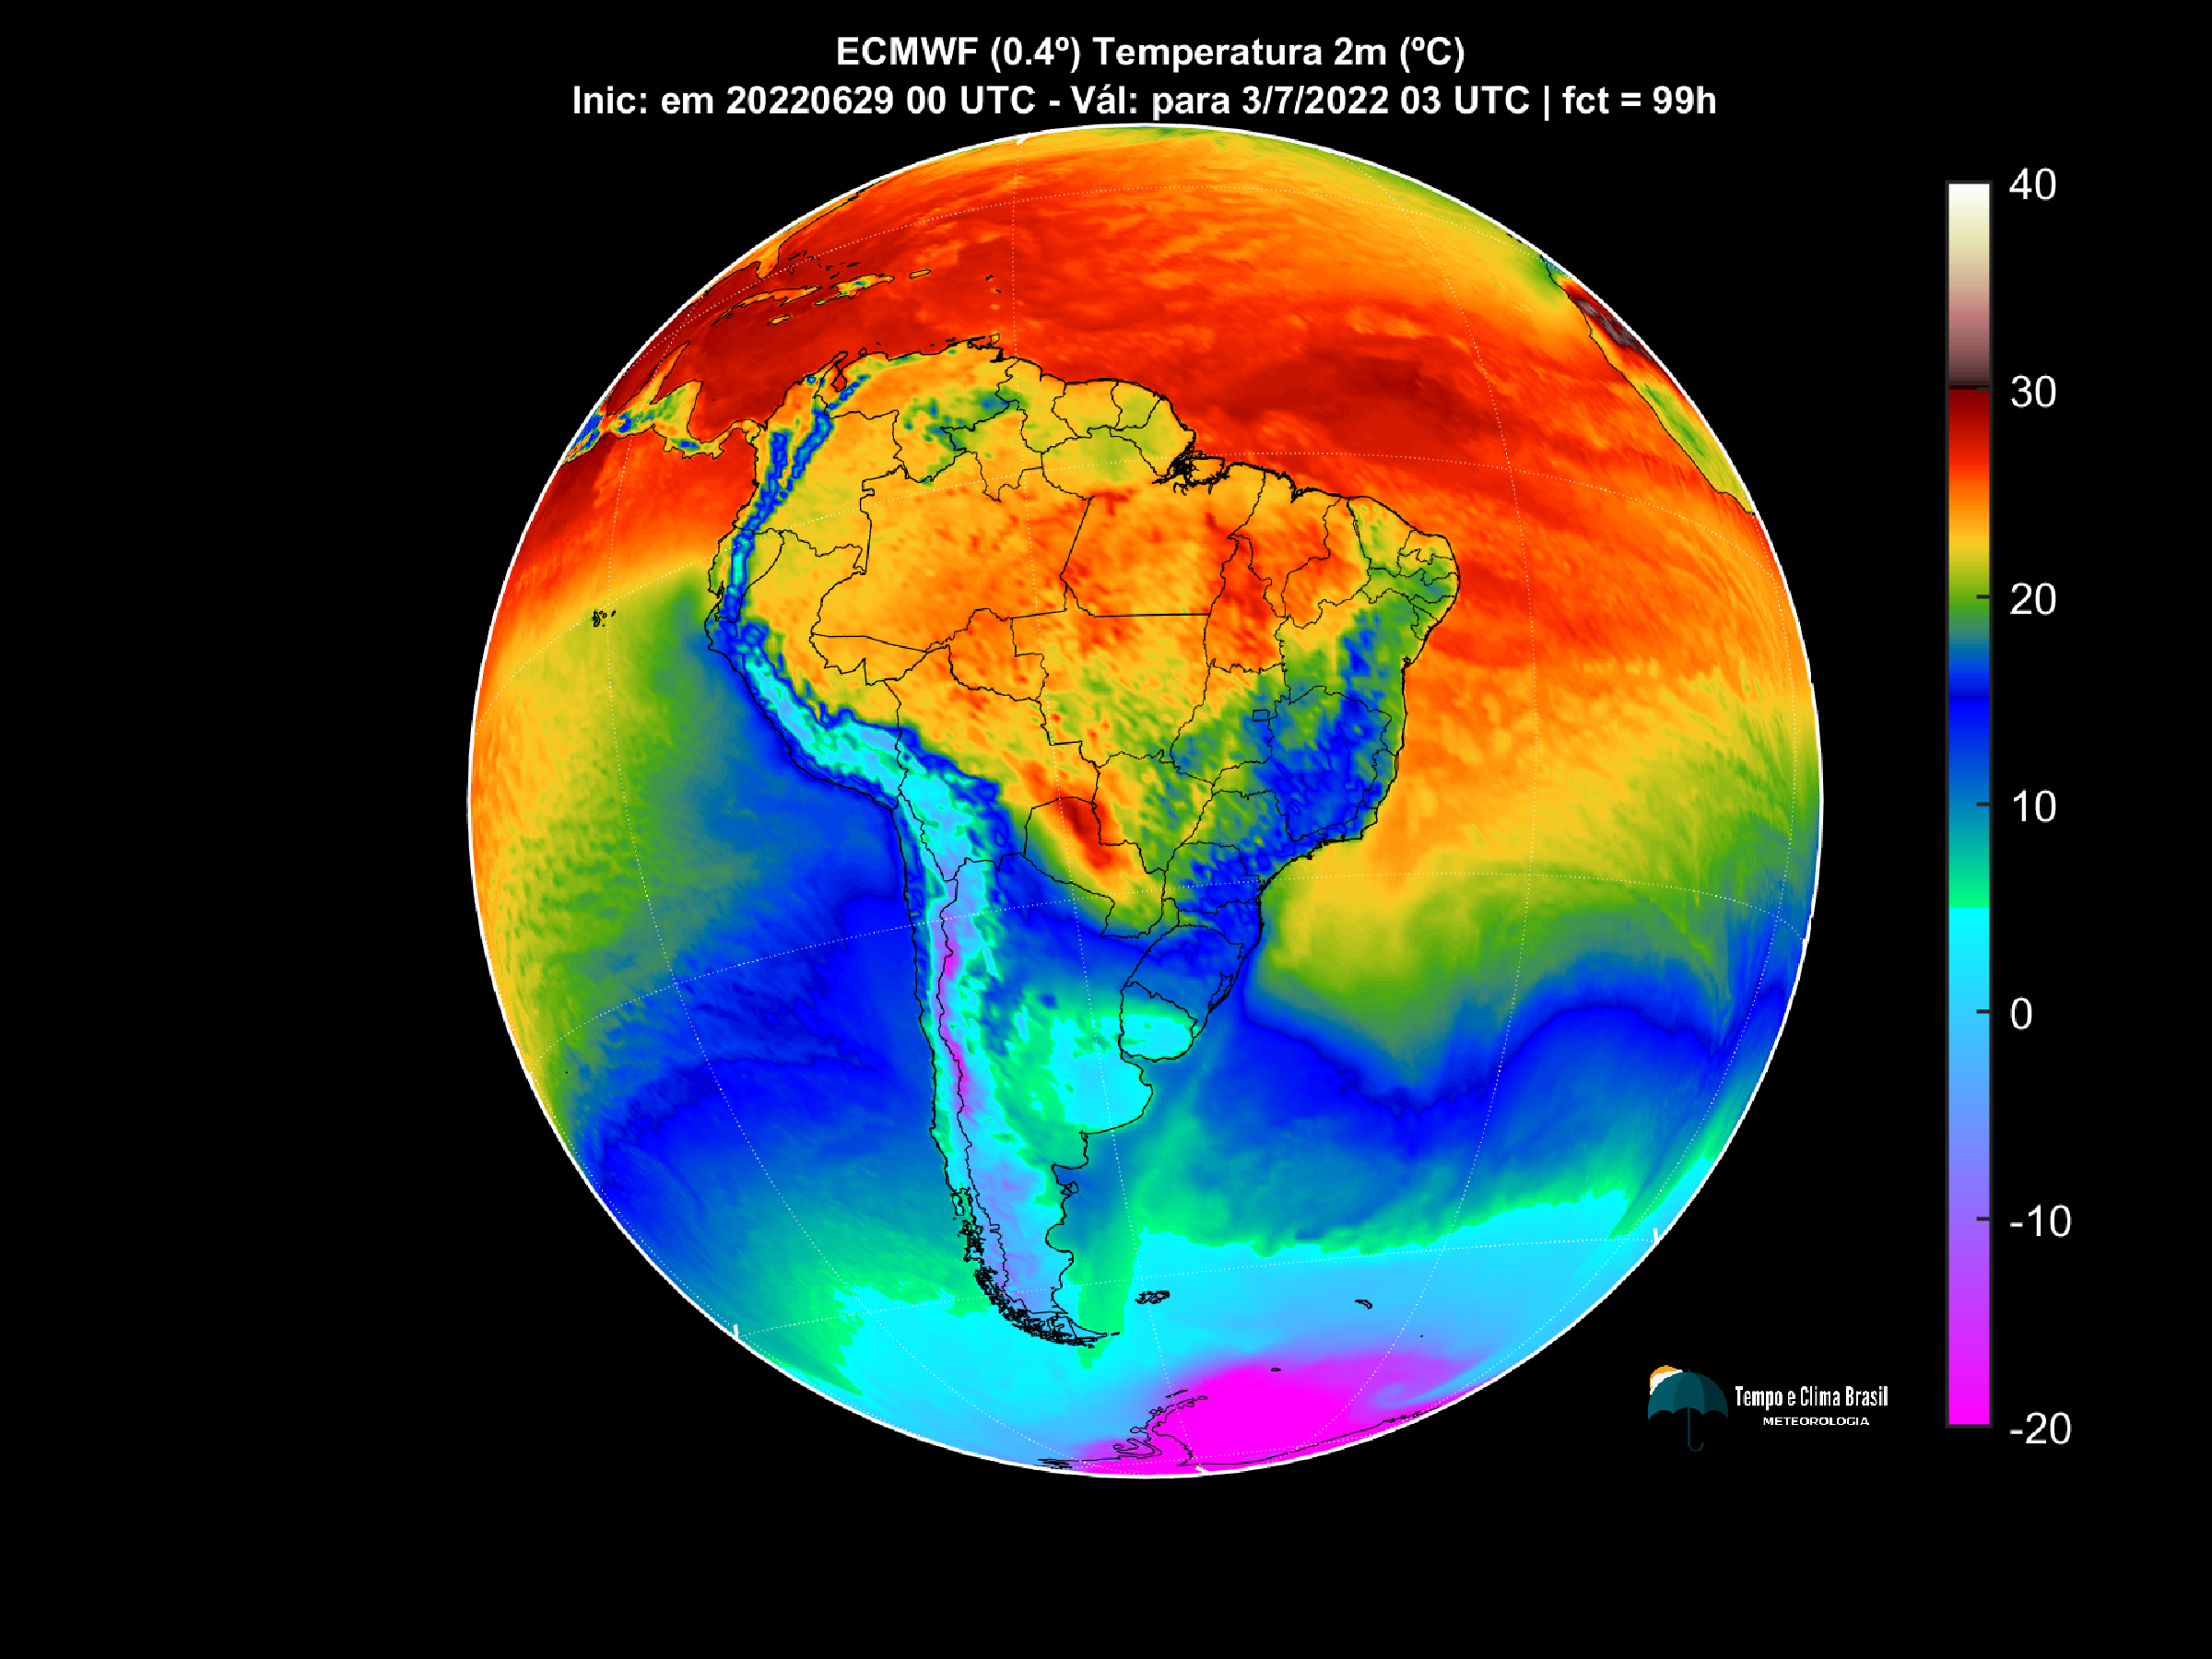 ECMWF (0.4º) Temperatura 2m (ºC)
Inic: em 20220629 00 UTC - Vál: para 3/7/2022 03 UTC | fct = 99h
40
30
20
10
0
-10
-20
Tempo e Clima Brasil
METEOROLOGIA